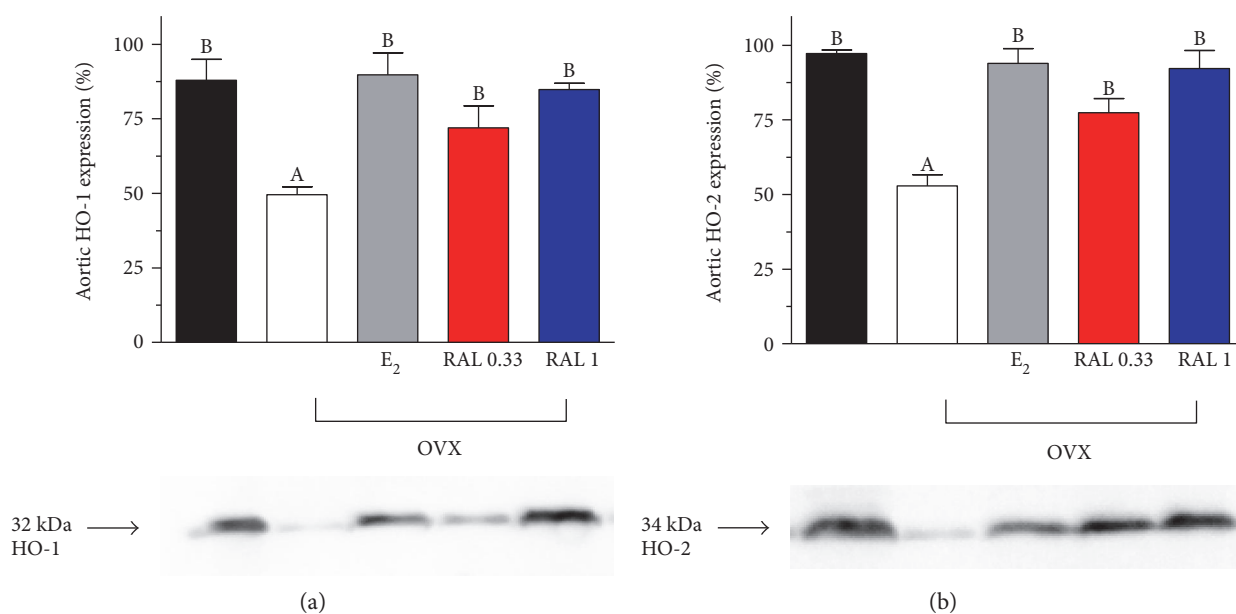 Aortic HO-1 expression (%)
100
75
50
25
0
B
A
B
B
B
E2
RAL 0.33
RAL 1
OVX
32 kDa
HO-1
(a)
Aortic HO-2 expression (%)
100
75
50
25
0
B
A
B
B
B
E2
RAL 0.33
RAL 1
OVX
34 kDa
HO-2
(b)